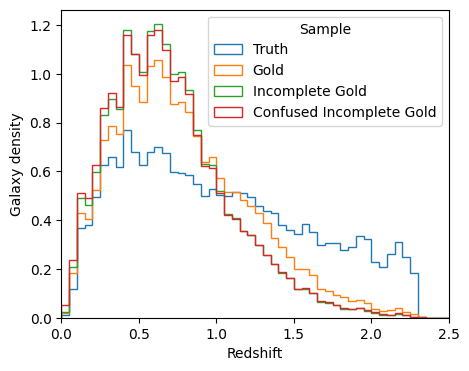 Sample
Truth
Gold
Incomplete Gold
Confused Incomplete Gold
Galaxy density
1.2
1.0
0.8
0.6
0.4
0.2
0.0
0.0 0.5 1.0 1.5 2.0 2.5
Redshift